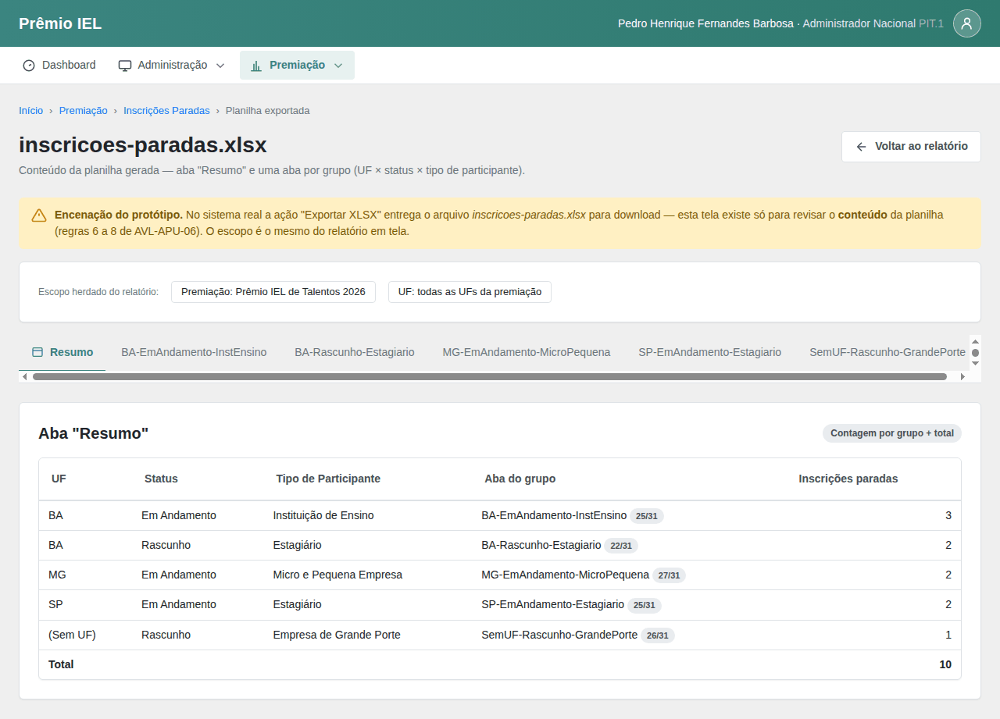 Prêmio IEL
Pedro Henrique Fernandes Barbosa · Administrador Nacional PIT.1
Dashboard
Administração
Premiação
Início › Premiação › Inscrições Paradas › Planilha exportada
inscricoes-paradas.xlsx
Voltar ao relatório
Conteúdo da planilha gerada — aba "Resumo" e uma aba por grupo (UF × status × tipo de participante).
Encenação do protótipo. No sistema real a ação "Exportar XLSX" entrega o arquivo inscricoes-paradas.xlsx para download — esta tela existe só para revisar o conteúdo da planilha
(regras 6 a 8 de AVL-APU-06). O escopo é o mesmo do relatório em tela.
Escopo herdado do relatório: Premiação: Prêmio IEL de Talentos 2026 UF: todas as UFs da premiação
Resumo BA-EmAndamento-InstEnsino BA-Rascunho-Estagiario MG-EmAndamento-MicroPequena SP-EmAndamento-Estagiario SemUF-Rascunho-GrandePorte
Aba "Resumo"
Contagem por grupo + total
UF Status Tipo de Participante Aba do grupo Inscrições paradas
BA Em Andamento Instituição de Ensino BA-EmAndamento-InstEnsino 25/31 3
BA Rascunho Estagiário BA-Rascunho-Estagiario 22/31 2
MG Em Andamento Micro e Pequena Empresa MG-EmAndamento-MicroPequena 27/31 2
SP Em Andamento Estagiário SP-EmAndamento-Estagiario 25/31 2
(Sem UF) Rascunho Empresa de Grande Porte SemUF-Rascunho-GrandePorte 26/31 1
Total 10